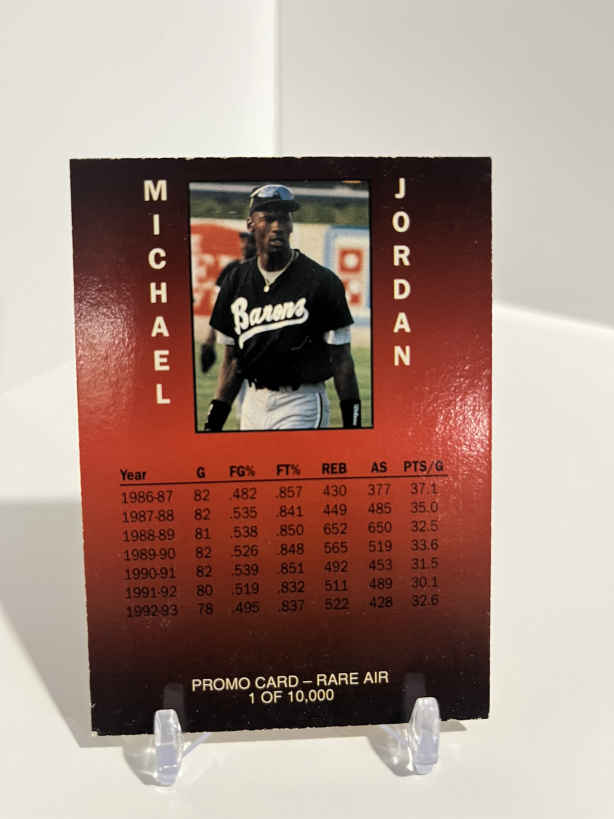 MICHAEL
JORDAN
Barons
Year G FG% FT% REB AS PTS/G
1986-87 82 .482 .857 430 377 37.1
1987-88 82 .535 .841 449 485 35.0
1988-89 81 .538 .850 652 650 32.5
1989-90 82 .526 .848 565 519 33.6
1990-91 82 .539 .851 492 453 31.5
1991-92 80 .519 .832 511 489 30.1
1992-93 78 .495 .837 522 428 32.6
PROMO CARD – RARE AIR
1 OF 10,000